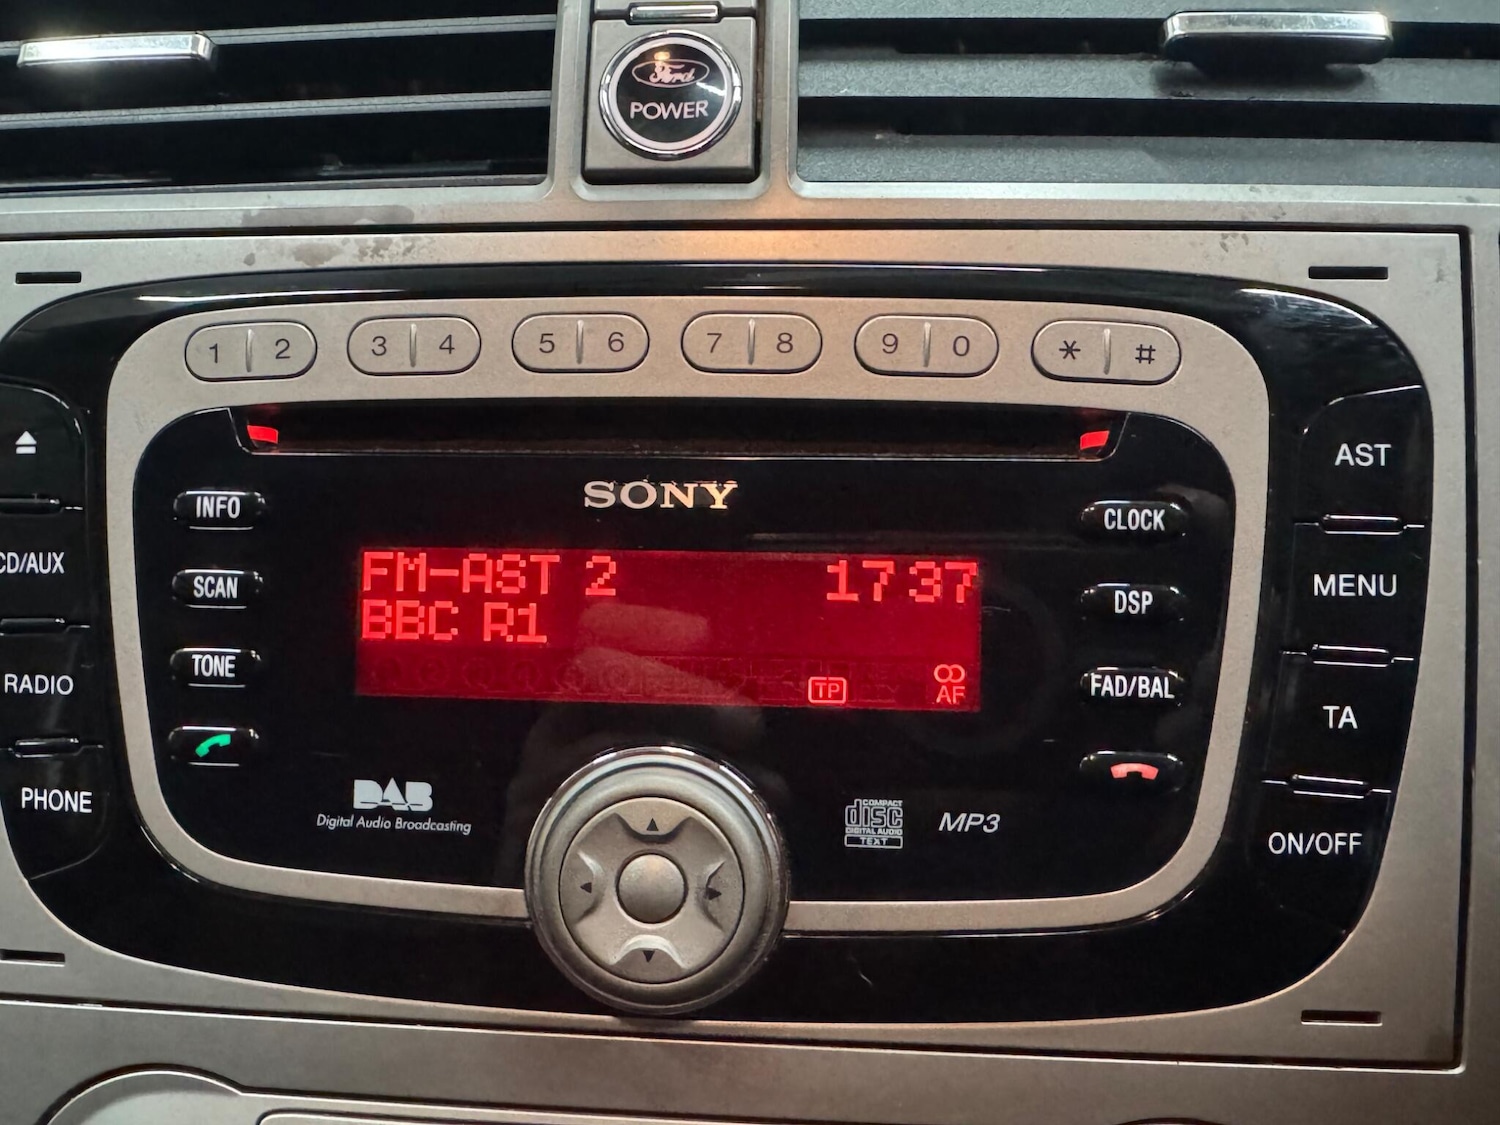 Ford
POWER
1 2 3 4 5 6 7 8 9 0 * #
AST
SONY
INFO
CLOCK
FM-AST 2 17 37
CD/AUX
SCAN
MENU
DSP
BBC R1
TONE
RADIO
TP
AF
FAD/BAL
TA
PHONE
DAB
Digital Audio Broadcasting
COMPACT
disc
DIGITAL AUDIO
TEXT
MP3
ON/OFF